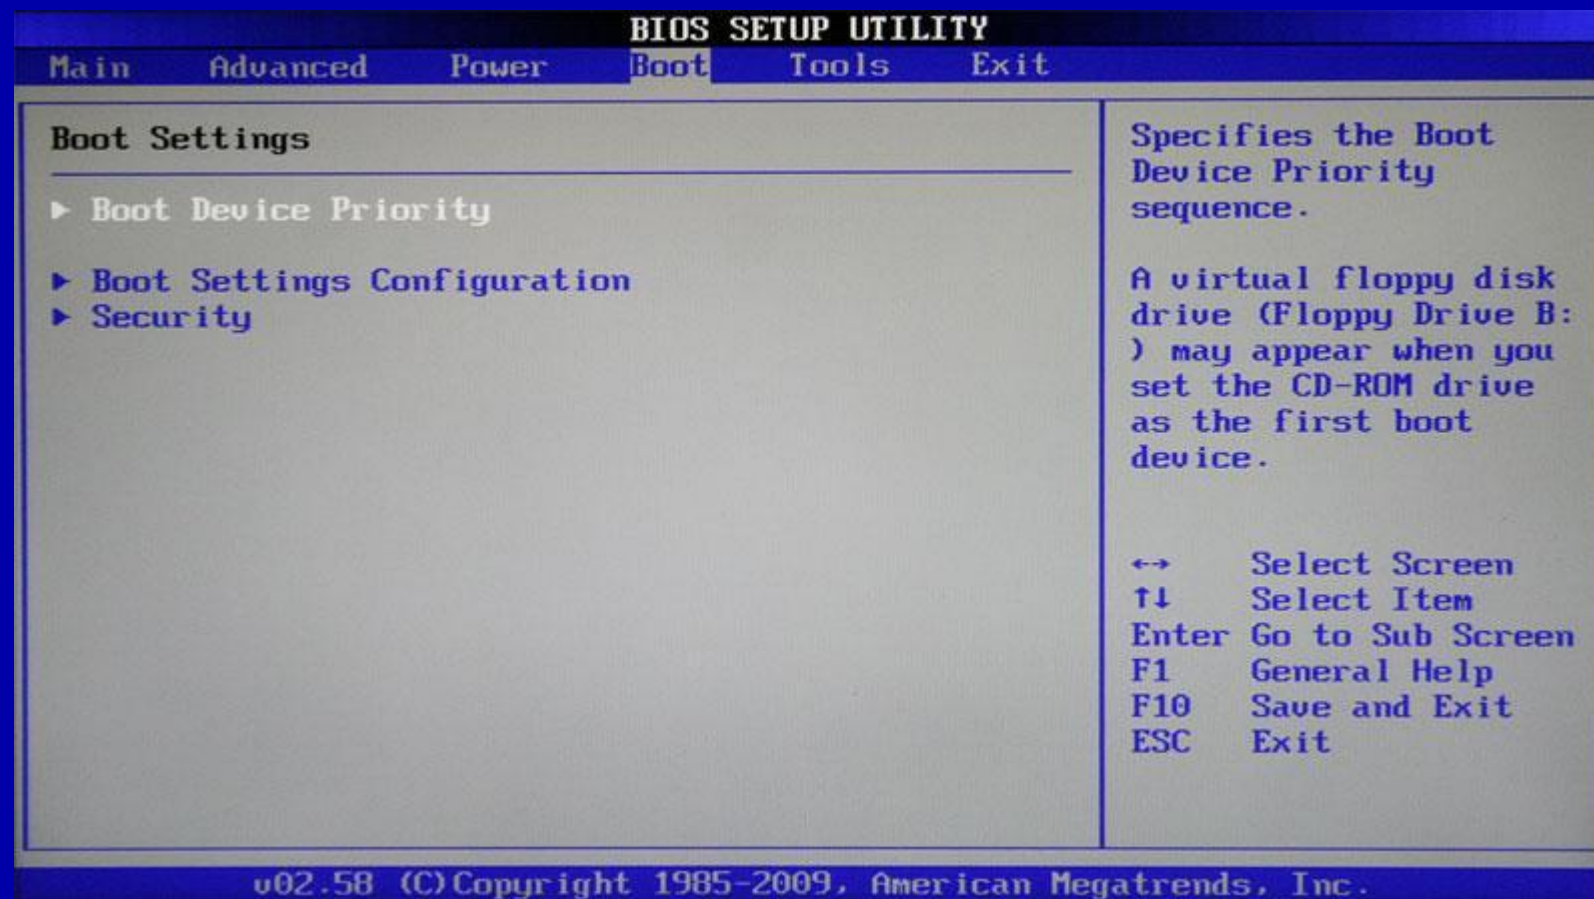 BIOS SETUP UTILITY
Main Advanced Power Boot Tools Exit
Boot Settings
▶ Boot Device Priority
▶ Boot Settings Configuration
▶ Security
Specifies the Boot
Device Priority
sequence.
A virtual floppy disk
drive (Floppy Drive B:
) may appear when you
set the CD-ROM drive
as the first boot
device.
↔ Select Screen
↑↓ Select Item
Enter Go to Sub Screen
F1 General Help
F10 Save and Exit
ESC Exit
v02.58 (C)Copyright 1985-2009, American Megatrends, Inc.